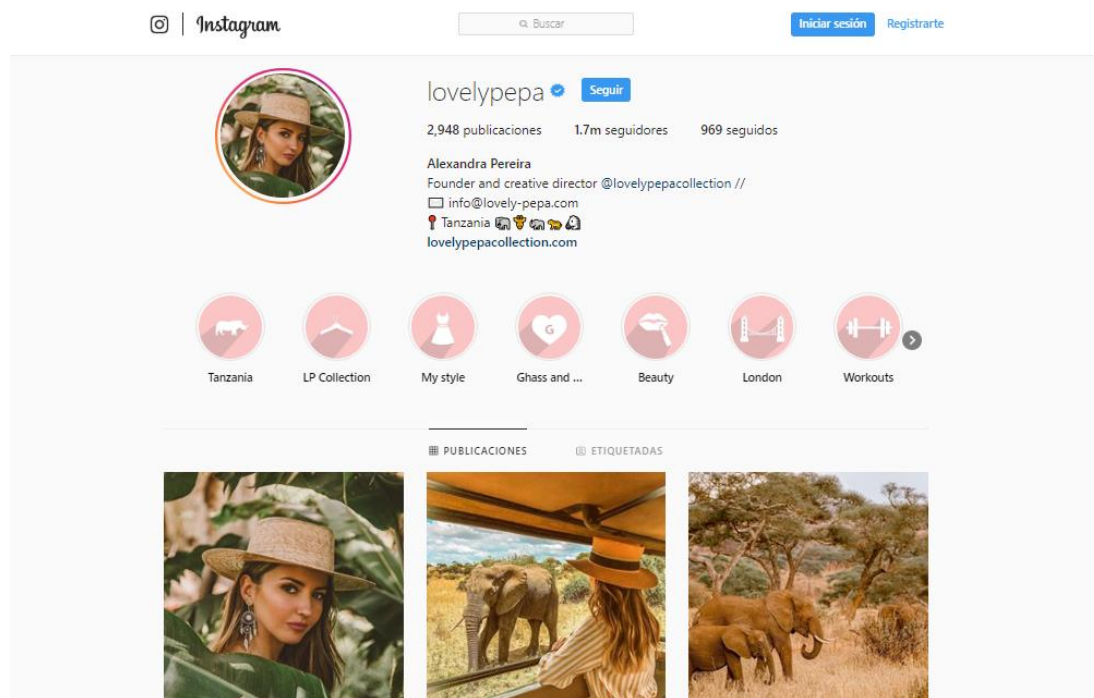 Instagram
Buscar
Iniciar sesión
Registrarte
lovelypepa
Seguir
2,948 publicaciones 1.7m seguidores 969 seguidos
Alexandra Pereira
Founder and creative director @lovelypepacollection //
info@lovely-pepa.com
Tanzania
lovelypepacollection.com
G
Tanzania LP Collection My style Ghass and ... Beauty London Workouts
PUBLICACIONES ETIQUETADAS